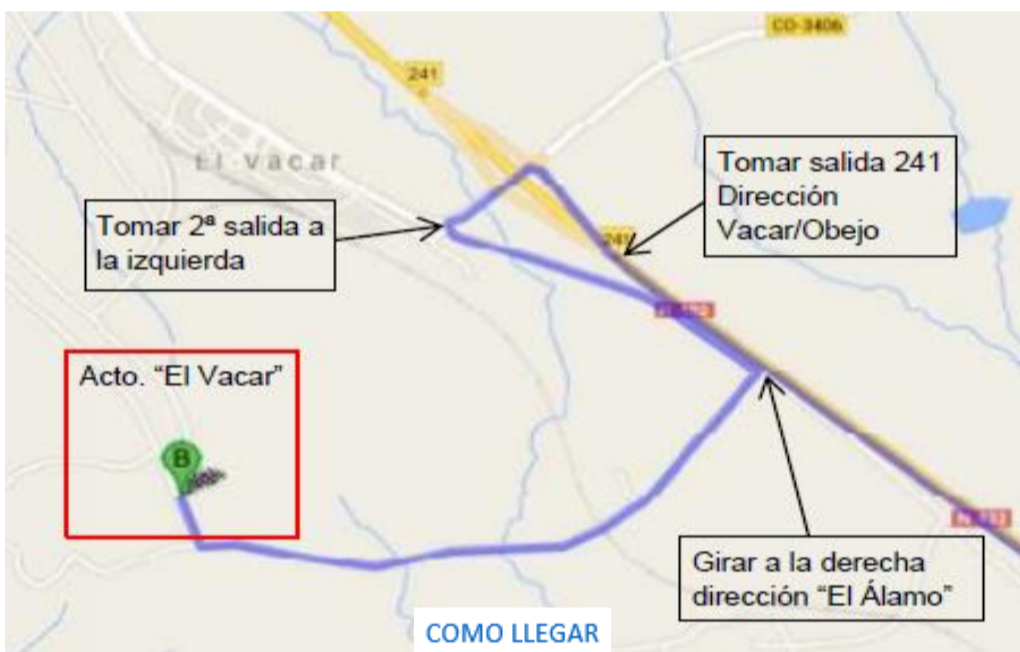 CO-3406
241
El Vacar
Tomar salida 241
Dirección
Vacar/Obejo
Tomar 2ª salida a
la izquierda
241
Acto. “El Vacar”
B
Girar a la derecha
dirección “El Álamo”
COMO LLEGAR